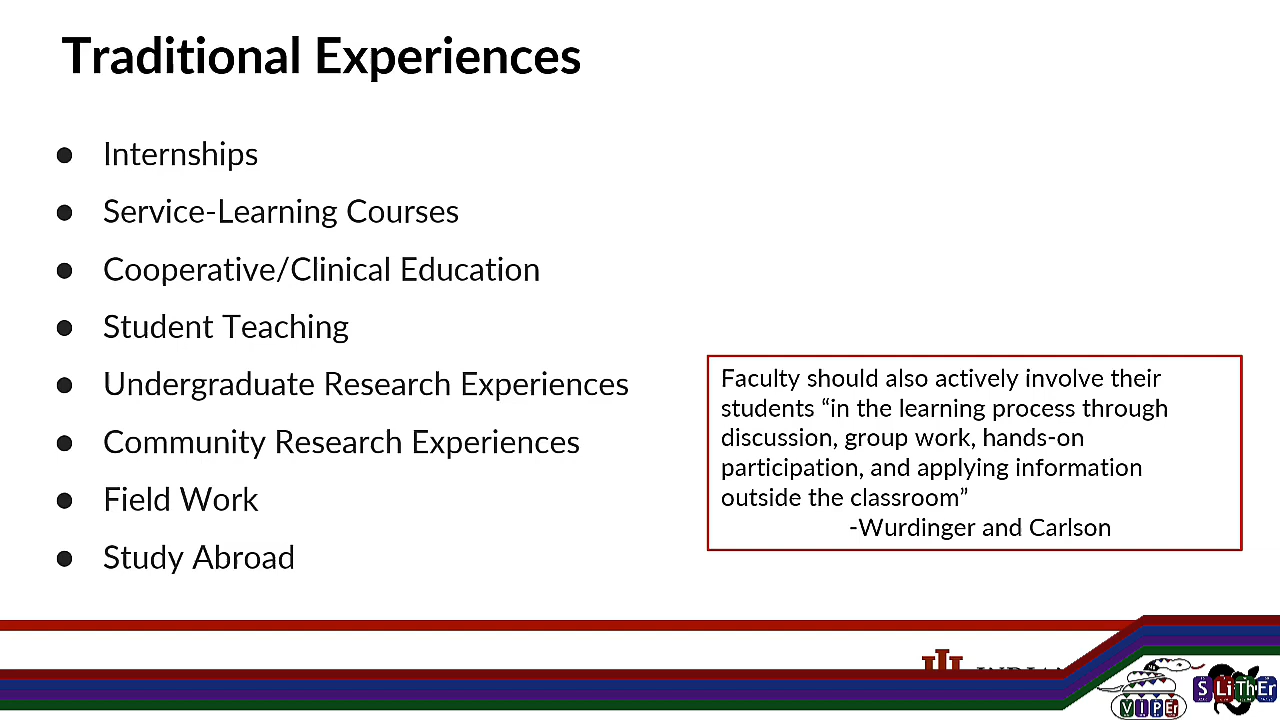 Traditional Experiences
● Internships
● Service-Learning Courses
● Cooperative/Clinical Education
● Student Teaching
● Undergraduate Research Experiences
● Community Research Experiences
● Field Work
● Study Abroad
Faculty should also actively involve their
students “in the learning process through
discussion, group work, hands-on
participation, and applying information
outside the classroom”
-Wurdinger and Carlson
VIPEr
SLiThEr